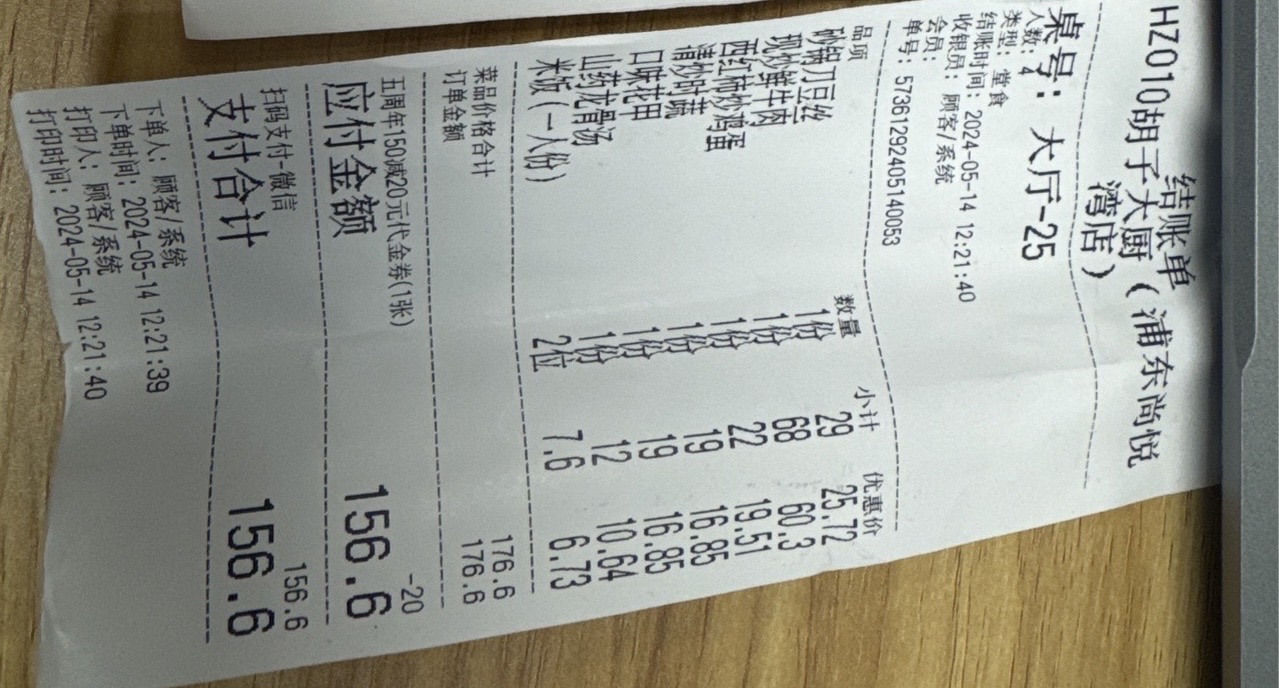 结账单
HZ010胡子大厨（浦东尚悦
湾店）
桌号：大厅-25
人数：
类型：堂食
结账时间：2024-05-14 12:21:40
收银员：顾客/系统
会员：
单号：573612924051400053
品项 数量 小计 优惠价
砂锅刀豆丝 1份 29 25.72
现炒鲜牛肉 1份 68 60.3
西红柿炒鸡蛋 1份 22 19.51
清炒时蔬 1份 19 16.85
口味花甲 1份 19 16.85
山药龙骨汤 1份 12 10.64
米饭（一人份） 2位 7.6 6.73
菜品价格合计 176.6
订单金额 176.6
五周年150减20元代金券(1张) -20
应付金额 156.6
扫码支付-微信 156.6
支付合计 156.6
下单人：顾客/系统
下单时间：2024-05-14 12:21:39
打印人：顾客/系统
打印时间：2024-05-14 12:21:40